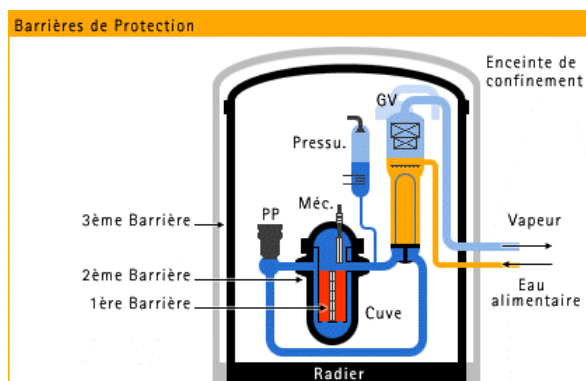 Barrières de Protection
Enceinte de
confinement
GV
Pressu.
Méc.
PP
3ème Barrière
Vapeur
2ème Barrière
1ère Barrière
Cuve
Eau
alimentaire
Radier